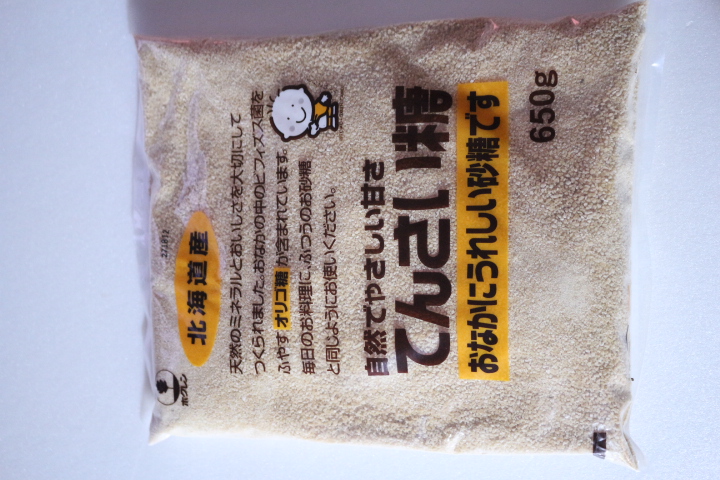 ホクレン
北海道産
天然のミネラルとおいしさを大切にして
つくられました。おなかの中のビフィズス菌を
ふやすオリゴ糖が含まれています。
毎日のお料理に、ふつうのお砂糖
と同じようにお使いください。
自然でやさしい甘さ
てんさい糖
おなかにうれしい砂糖です
650g